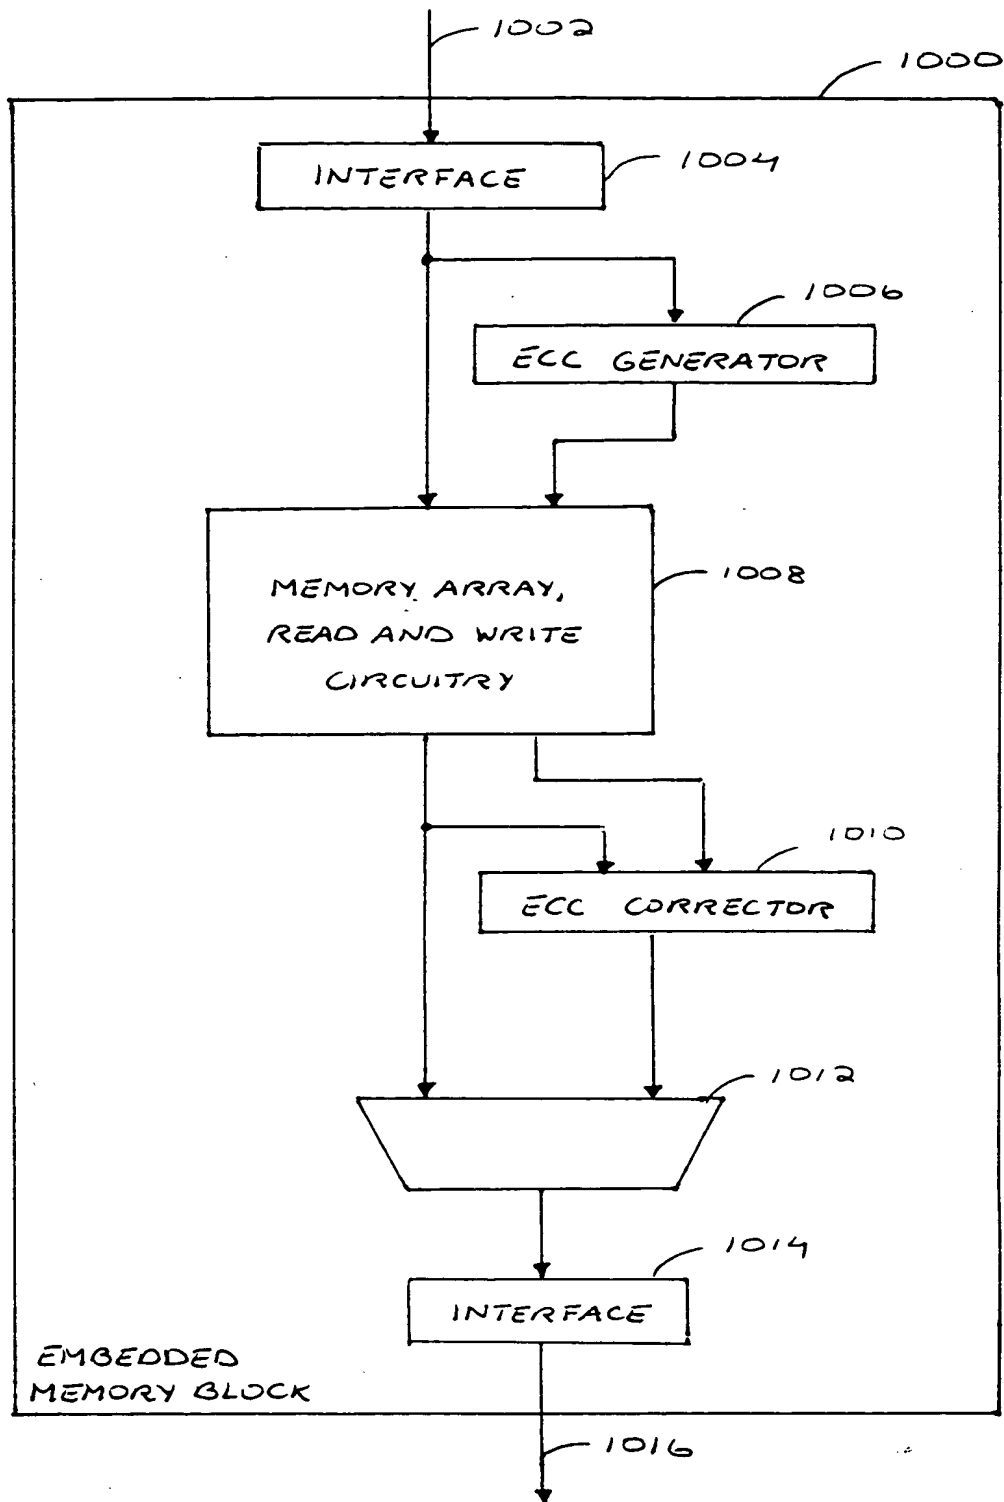 1002
1000
INTERFACE
1004
1006
ECC GENERATOR
1008
MEMORY ARRAY,
READ AND WRITE
CIRCUITRY
1010
ECC CORRECTOR
1012
1014
INTERFACE
EMBEDDED
MEMORY BLOCK
1016